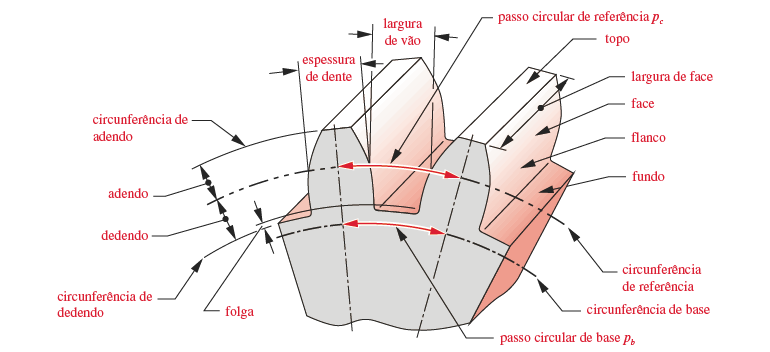 largura
de vão
passo circular de referência pc
topo
espessura
de dente
largura de face
circunferência de
adendo
face
flanco
adendo
fundo
dedendo
circunferência
de referência
circunferência de
dedendo
folga
circunferência de base
passo circular de base pb